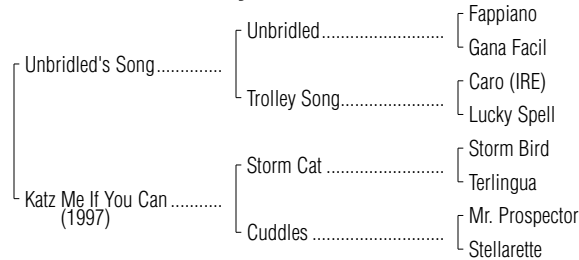 Fappiano
Unbridled......................
Gana Facil
Unbridled's Song.............
Caro (IRE)
Trolley Song...................
Lucky Spell
Storm Bird
Storm Cat .....................
Terlingua
Katz Me If You Can ..........
(1997)
Mr. Prospector
Cuddles ........................
Stellarette